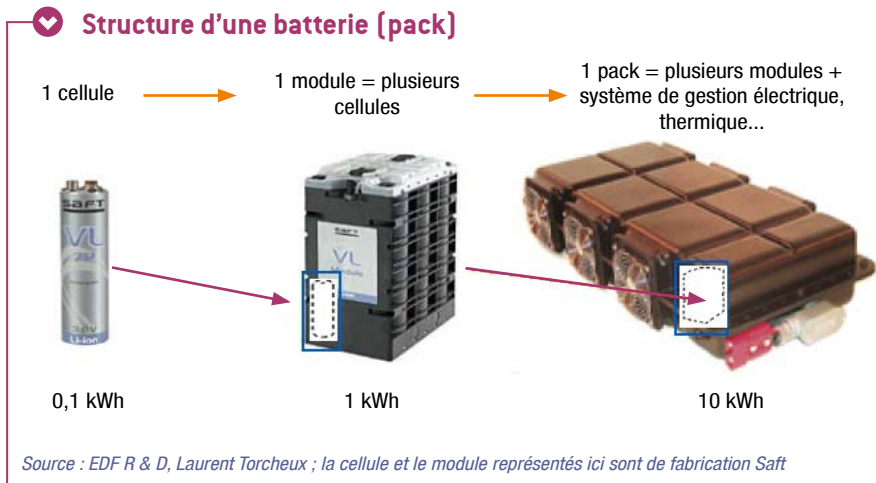 Structure d'une batterie (pack)
1 cellule
1 module = plusieurs
cellules
1 pack = plusieurs modules +
système de gestion électrique,
thermique...
SAFT
VL
Li-ion
SAFT
VL
Module
0,1 kWh
1 kWh
10 kWh
Source : EDF R & D, Laurent Torcheux ; la cellule et le module représentés ici sont de fabrication Saft